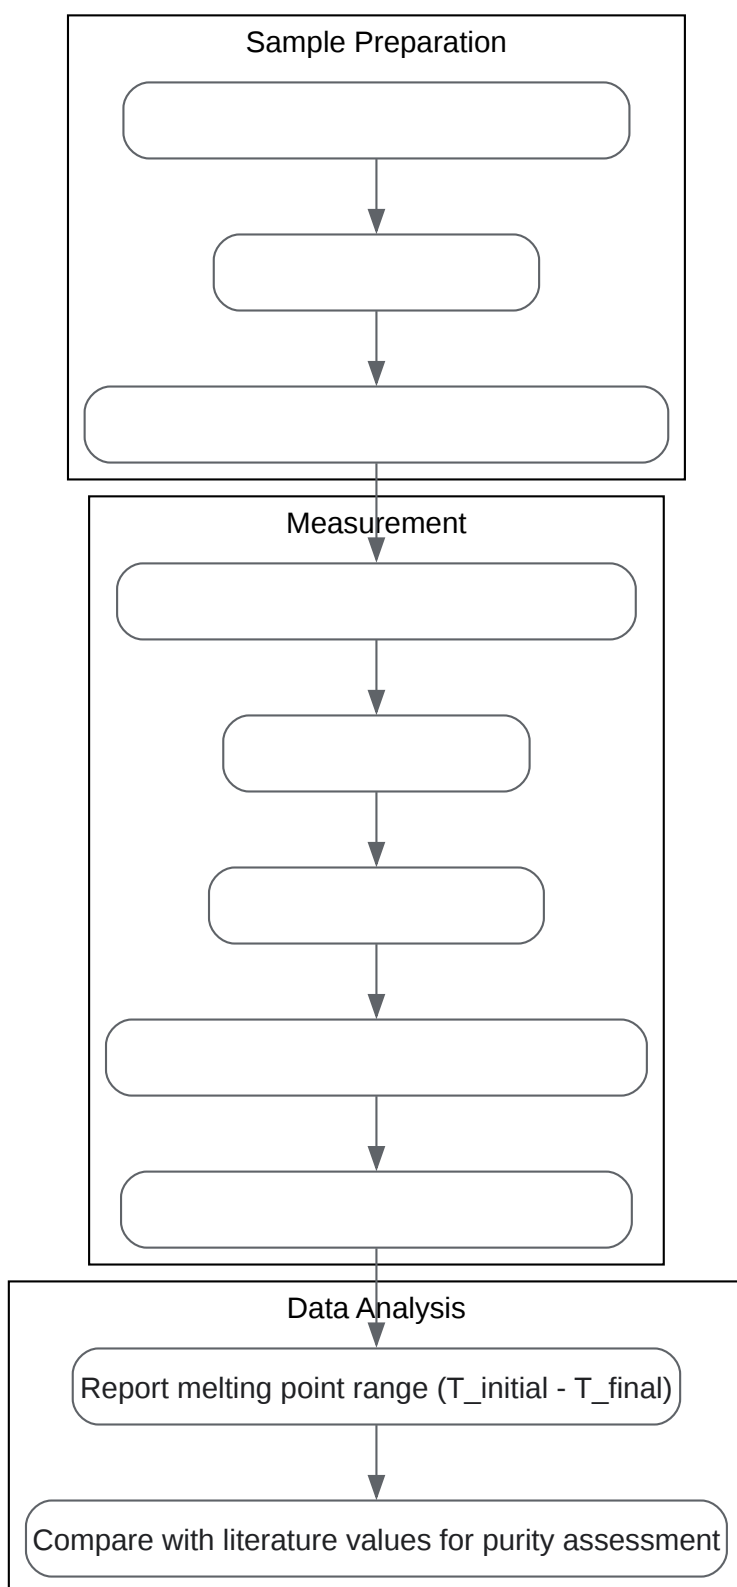 Sample Preparation
Measurement
Data Analysis
Report melting point range (T_initial - T_final)
Compare with literature values for purity assessment